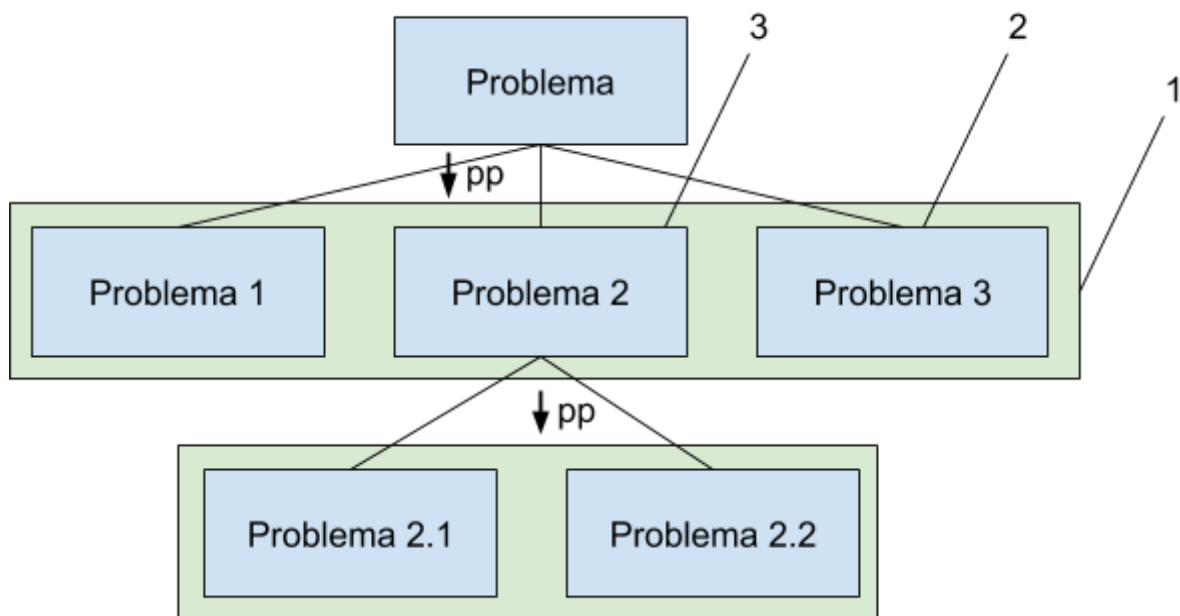 3
2
Problema
1
pp
Problema 1
Problema 2
Problema 3
pp
Problema 2.1
Problema 2.2